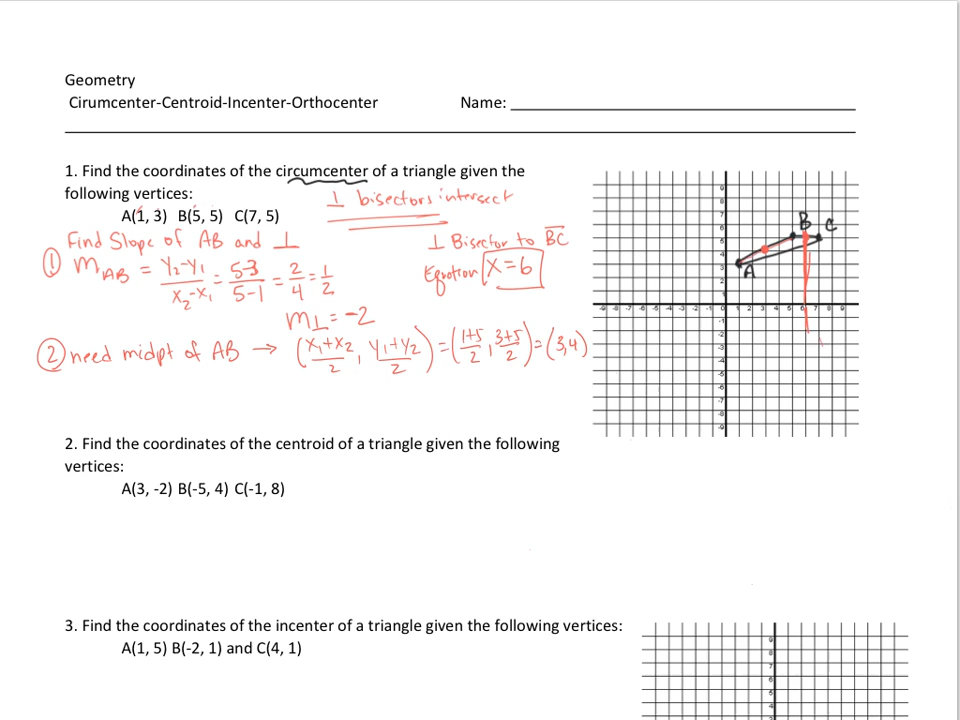 Geometry
Cirumcenter-Centroid-Incenter-Orthocenter Name:
1. Find the coordinates of the circumcenter of a triangle given the
following vertices:
⊥ bisectors intersect
A(1, 3) B(5, 5) C(7, 5)
Find Slope of AB and ⊥
⊥ Bisector to BC
Equation x=6
① m_AB = (Y₂-Y₁)/(X₂-X₁) = (5-3)/(5-1) = 2/4 = 1/2
m⊥ = -2
② need midpt of AB → ((X₁+X₂)/2, (Y₁+Y₂)/2) = ((1+5)/2, (3+5)/2) = (3,4)
A B C
2. Find the coordinates of the centroid of a triangle given the following
vertices:
A(3, -2) B(-5, 4) C(-1, 8)
3. Find the coordinates of the incenter of a triangle given the following vertices:
A(1, 5) B(-2, 1) and C(4, 1)